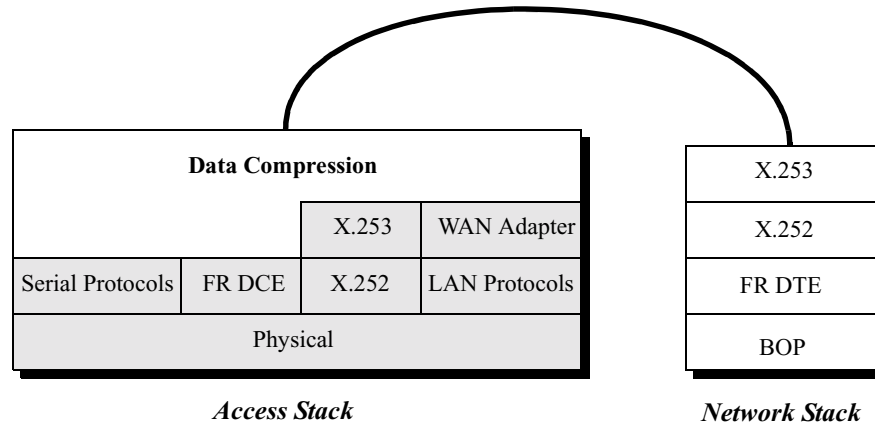 Data Compression
X.253
WAN Adapter
Serial Protocols
FR DCE
X.252
LAN Protocols
Physical
Access Stack
X.253
X.252
FR DTE
BOP
Network Stack